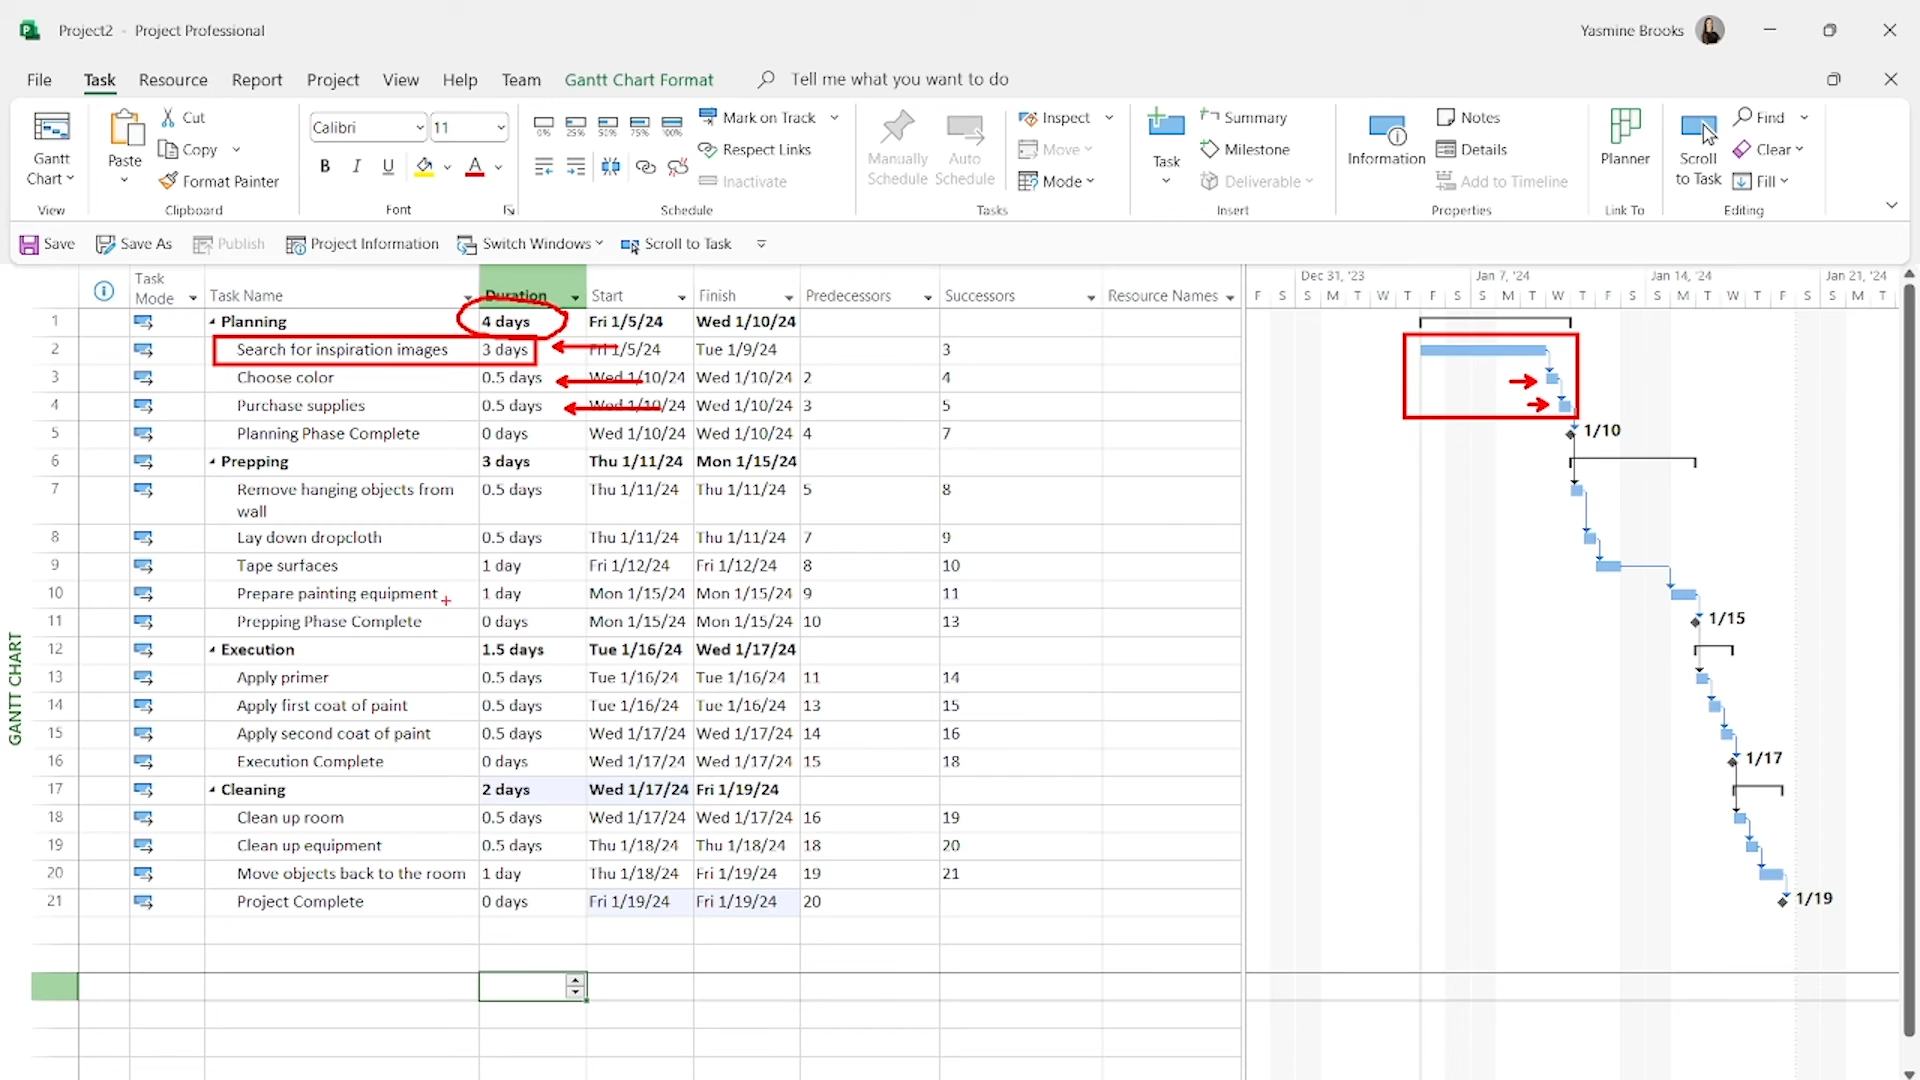 Project2 - Project Professional
Yasmine Brooks
File Task Resource Report Project View Help Team Gantt Chart Format Tell me what you want to do
Gantt Chart
View
Paste
Cut
Copy
Format Painter
Clipboard
Calibri 11
B I U A
Font
0% 25% 50% 75% 100%
Mark on Track
Respect Links
Inactivate
Schedule
Manually Schedule
Auto Schedule
Inspect
Move
Mode
Tasks
Task
Summary
Milestone
Deliverable
Insert
Information
Notes
Details
Add to Timeline
Properties
Planner
Link To
Scroll to Task
Find
Clear
Fill
Editing
Save Save As Publish Project Information Switch Windows Scroll to Task
Task Mode Task Name Duration Start Finish Predecessors Successors Resource Names
Dec 31, '23 Jan 7, '24 Jan 14, '24 Jan 21, '24
F S S M T W T F S S M T W T F S S M T W T F S S M T
1 Planning 4 days Fri 1/5/24 Wed 1/10/24
2 Search for inspiration images 3 days Fri 1/5/24 Tue 1/9/24 3
3 Choose color 0.5 days Wed 1/10/24 Wed 1/10/24 2 4
4 Purchase supplies 0.5 days Wed 1/10/24 Wed 1/10/24 3 5
5 Planning Phase Complete 0 days Wed 1/10/24 Wed 1/10/24 4 7 1/10
6 Prepping 3 days Thu 1/11/24 Mon 1/15/24
7 Remove hanging objects from wall 0.5 days Thu 1/11/24 Thu 1/11/24 5 8
8 Lay down dropcloth 0.5 days Thu 1/11/24 Thu 1/11/24 7 9
9 Tape surfaces 1 day Fri 1/12/24 Fri 1/12/24 8 10
10 Prepare painting equipment 1 day Mon 1/15/24 Mon 1/15/24 9 11
11 Prepping Phase Complete 0 days Mon 1/15/24 Mon 1/15/24 10 13 1/15
12 Execution 1.5 days Tue 1/16/24 Wed 1/17/24
13 Apply primer 0.5 days Tue 1/16/24 Tue 1/16/24 11 14
14 Apply first coat of paint 0.5 days Tue 1/16/24 Tue 1/16/24 13 15
15 Apply second coat of paint 0.5 days Wed 1/17/24 Wed 1/17/24 14 16
16 Execution Complete 0 days Wed 1/17/24 Wed 1/17/24 15 18 1/17
17 Cleaning 2 days Wed 1/17/24 Fri 1/19/24
18 Clean up room 0.5 days Wed 1/17/24 Wed 1/17/24 16 19
19 Clean up equipment 0.5 days Thu 1/18/24 Thu 1/18/24 18 20
20 Move objects back to the room 1 day Thu 1/18/24 Fri 1/19/24 19 21
21 Project Complete 0 days Fri 1/19/24 Fri 1/19/24 20 1/19
GANTT CHART